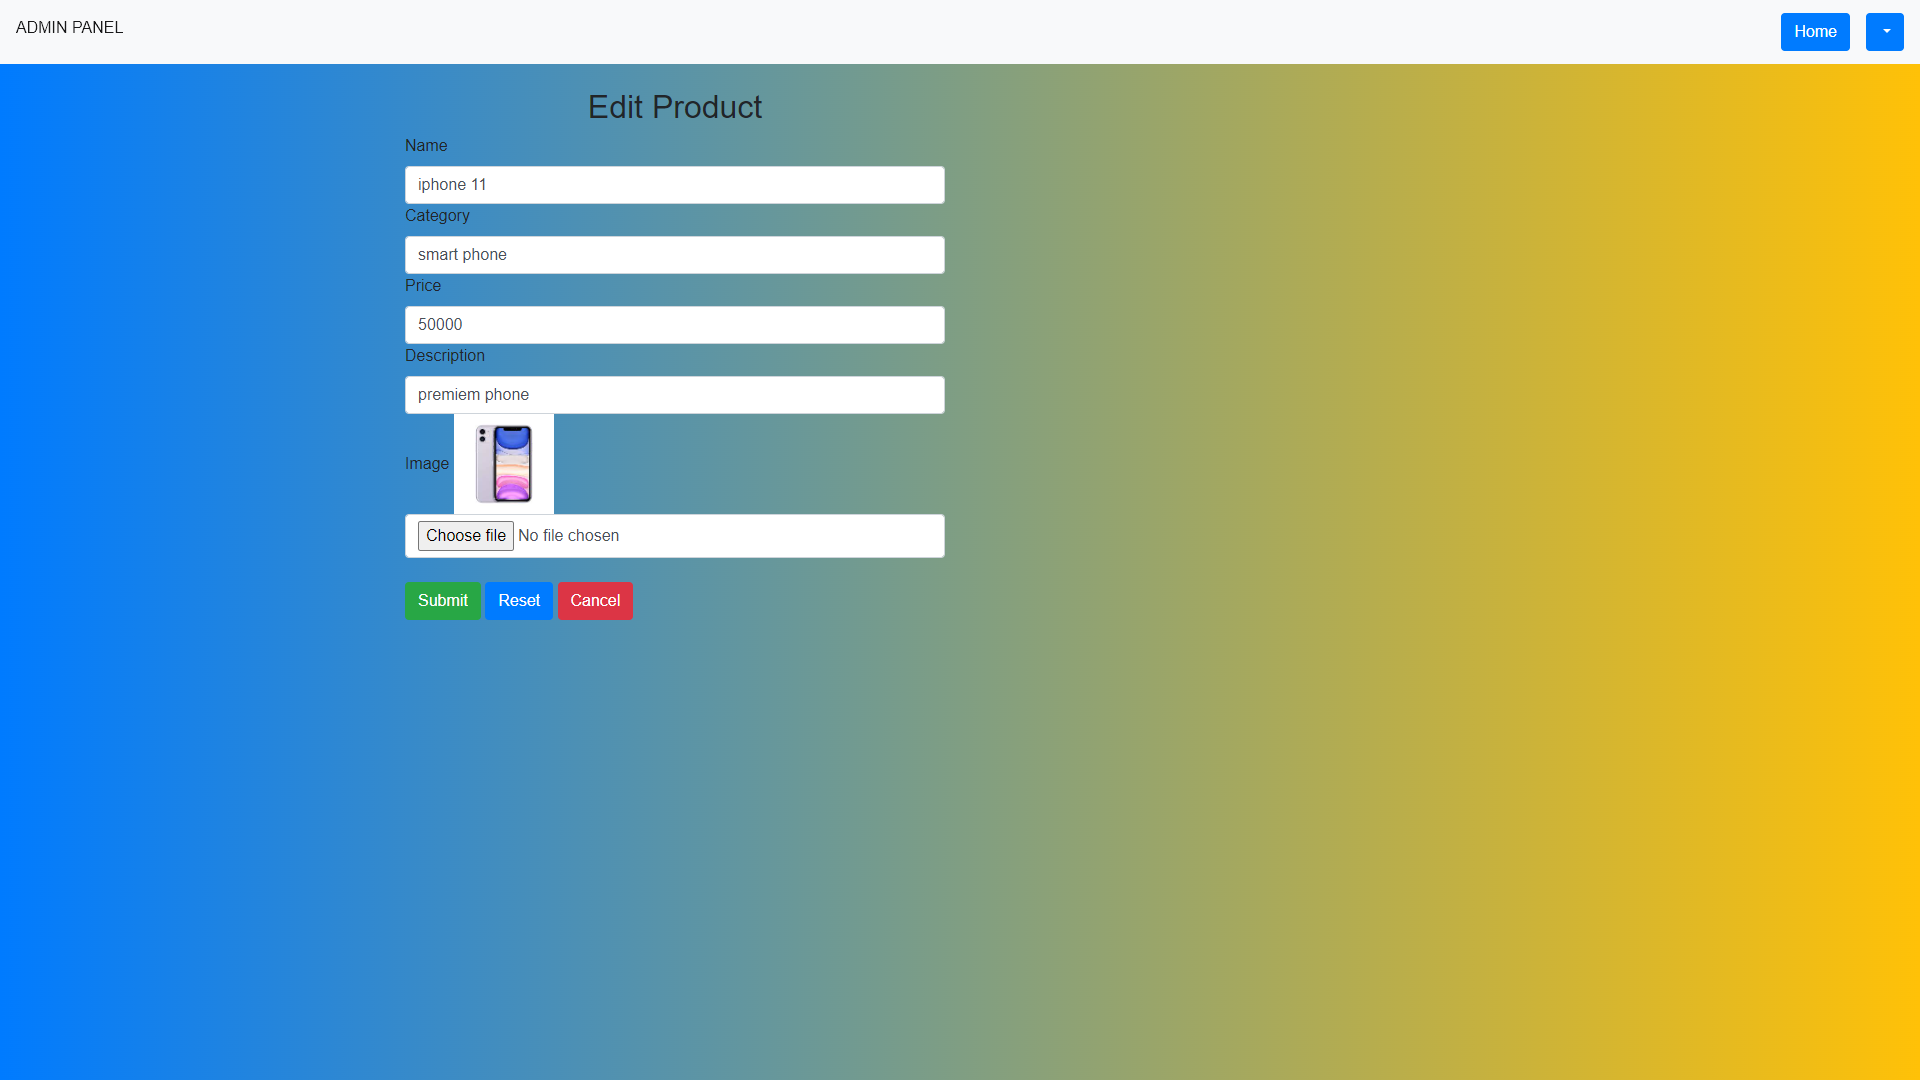 ADMIN PANEL
Home
Edit Product
Name
iphone 11
Category
smart phone
Price
50000
Description
premiem phone
Image
Choose file No file chosen
Submit Reset Cancel